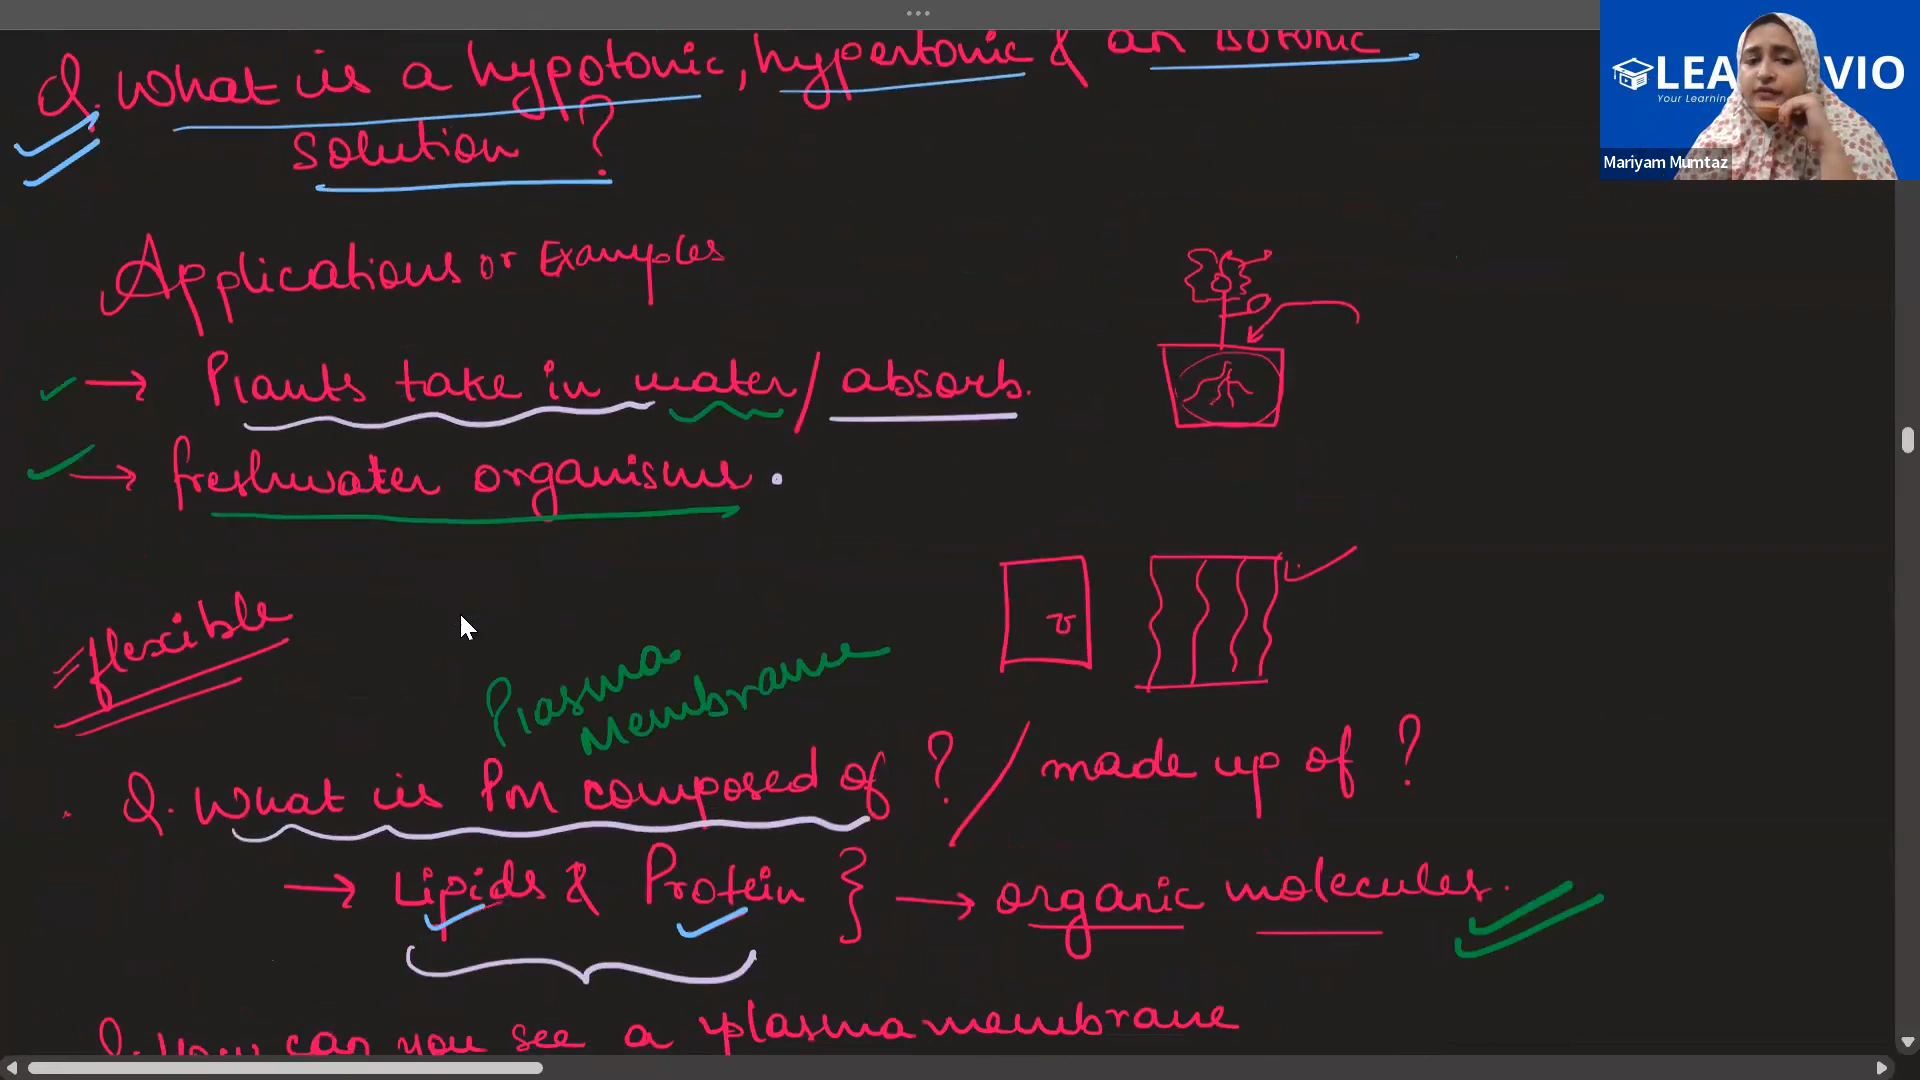 Q. What is a hypotonic, hypertonic & an isotonic
solution ?
LEA VIO
Your Learnin
Mariyam Mumtaz
Applications or Examples
→ Plants take in water / absorb.
→ freshwater organisms.
flexible
Plasma
Membrane
Q. What is PM composed of ? / made up of ?
→ Lipids & Protein } → organic molecules.
Q. How can you see a plasmamembrane